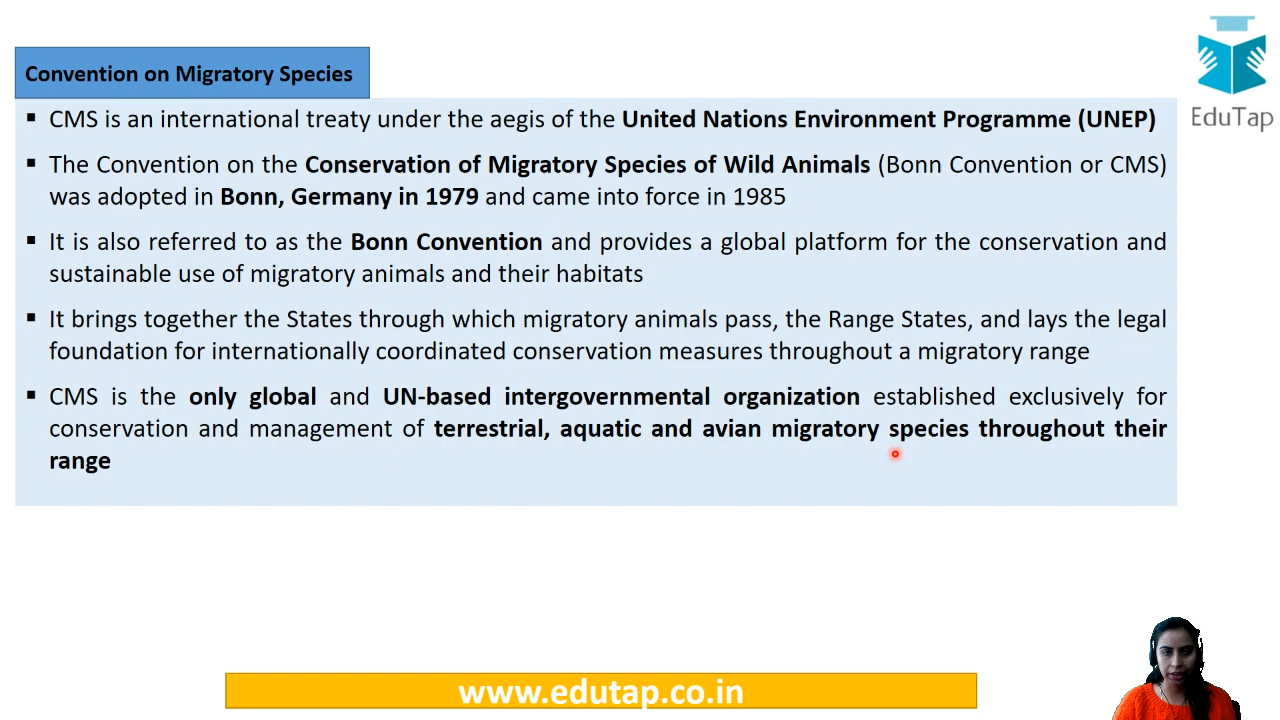 Convention on Migratory Species
EduTap
▪ CMS is an international treaty under the aegis of the United Nations Environment Programme (UNEP)
▪ The Convention on the Conservation of Migratory Species of Wild Animals (Bonn Convention or CMS)
was adopted in Bonn, Germany in 1979 and came into force in 1985
▪ It is also referred to as the Bonn Convention and provides a global platform for the conservation and
sustainable use of migratory animals and their habitats
▪ It brings together the States through which migratory animals pass, the Range States, and lays the legal
foundation for internationally coordinated conservation measures throughout a migratory range
▪ CMS is the only global and UN-based intergovernmental organization established exclusively for
conservation and management of terrestrial, aquatic and avian migratory species throughout their
range
www.edutap.co.in